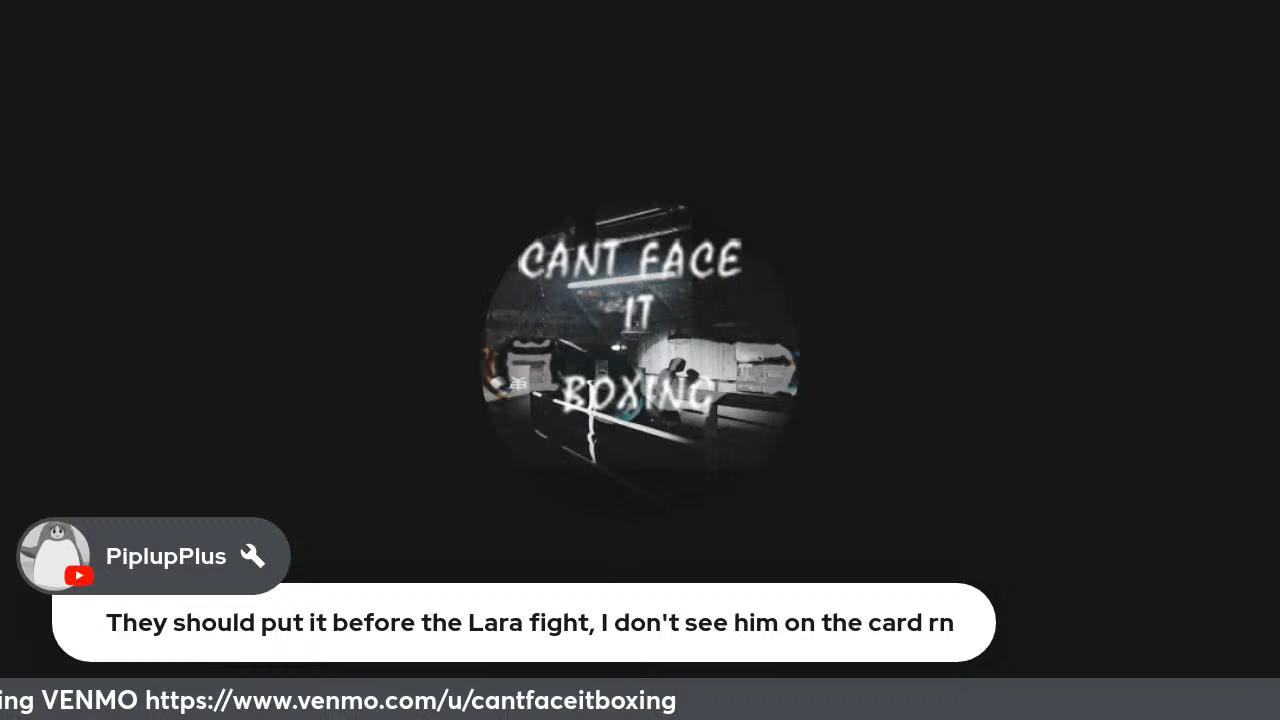 CANT FACE
IT
BOXING
PiplupPlus
They should put it before the Lara fight, I don't see him on the card rn
ing VENMO https://www.venmo.com/u/cantfaceitboxing